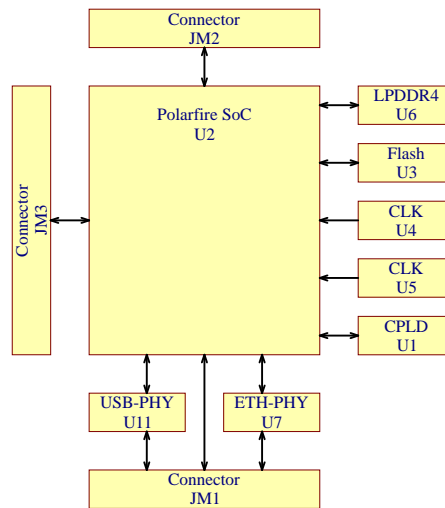 Connector
JM2
Polarfire SoC
U2
LPDDR4
U6
Flash
U3
Connector
JM3
CLK
U4
CLK
U5
CPLD
U1
USB-PHY
U11
ETH-PHY
U7
Connector
JM1